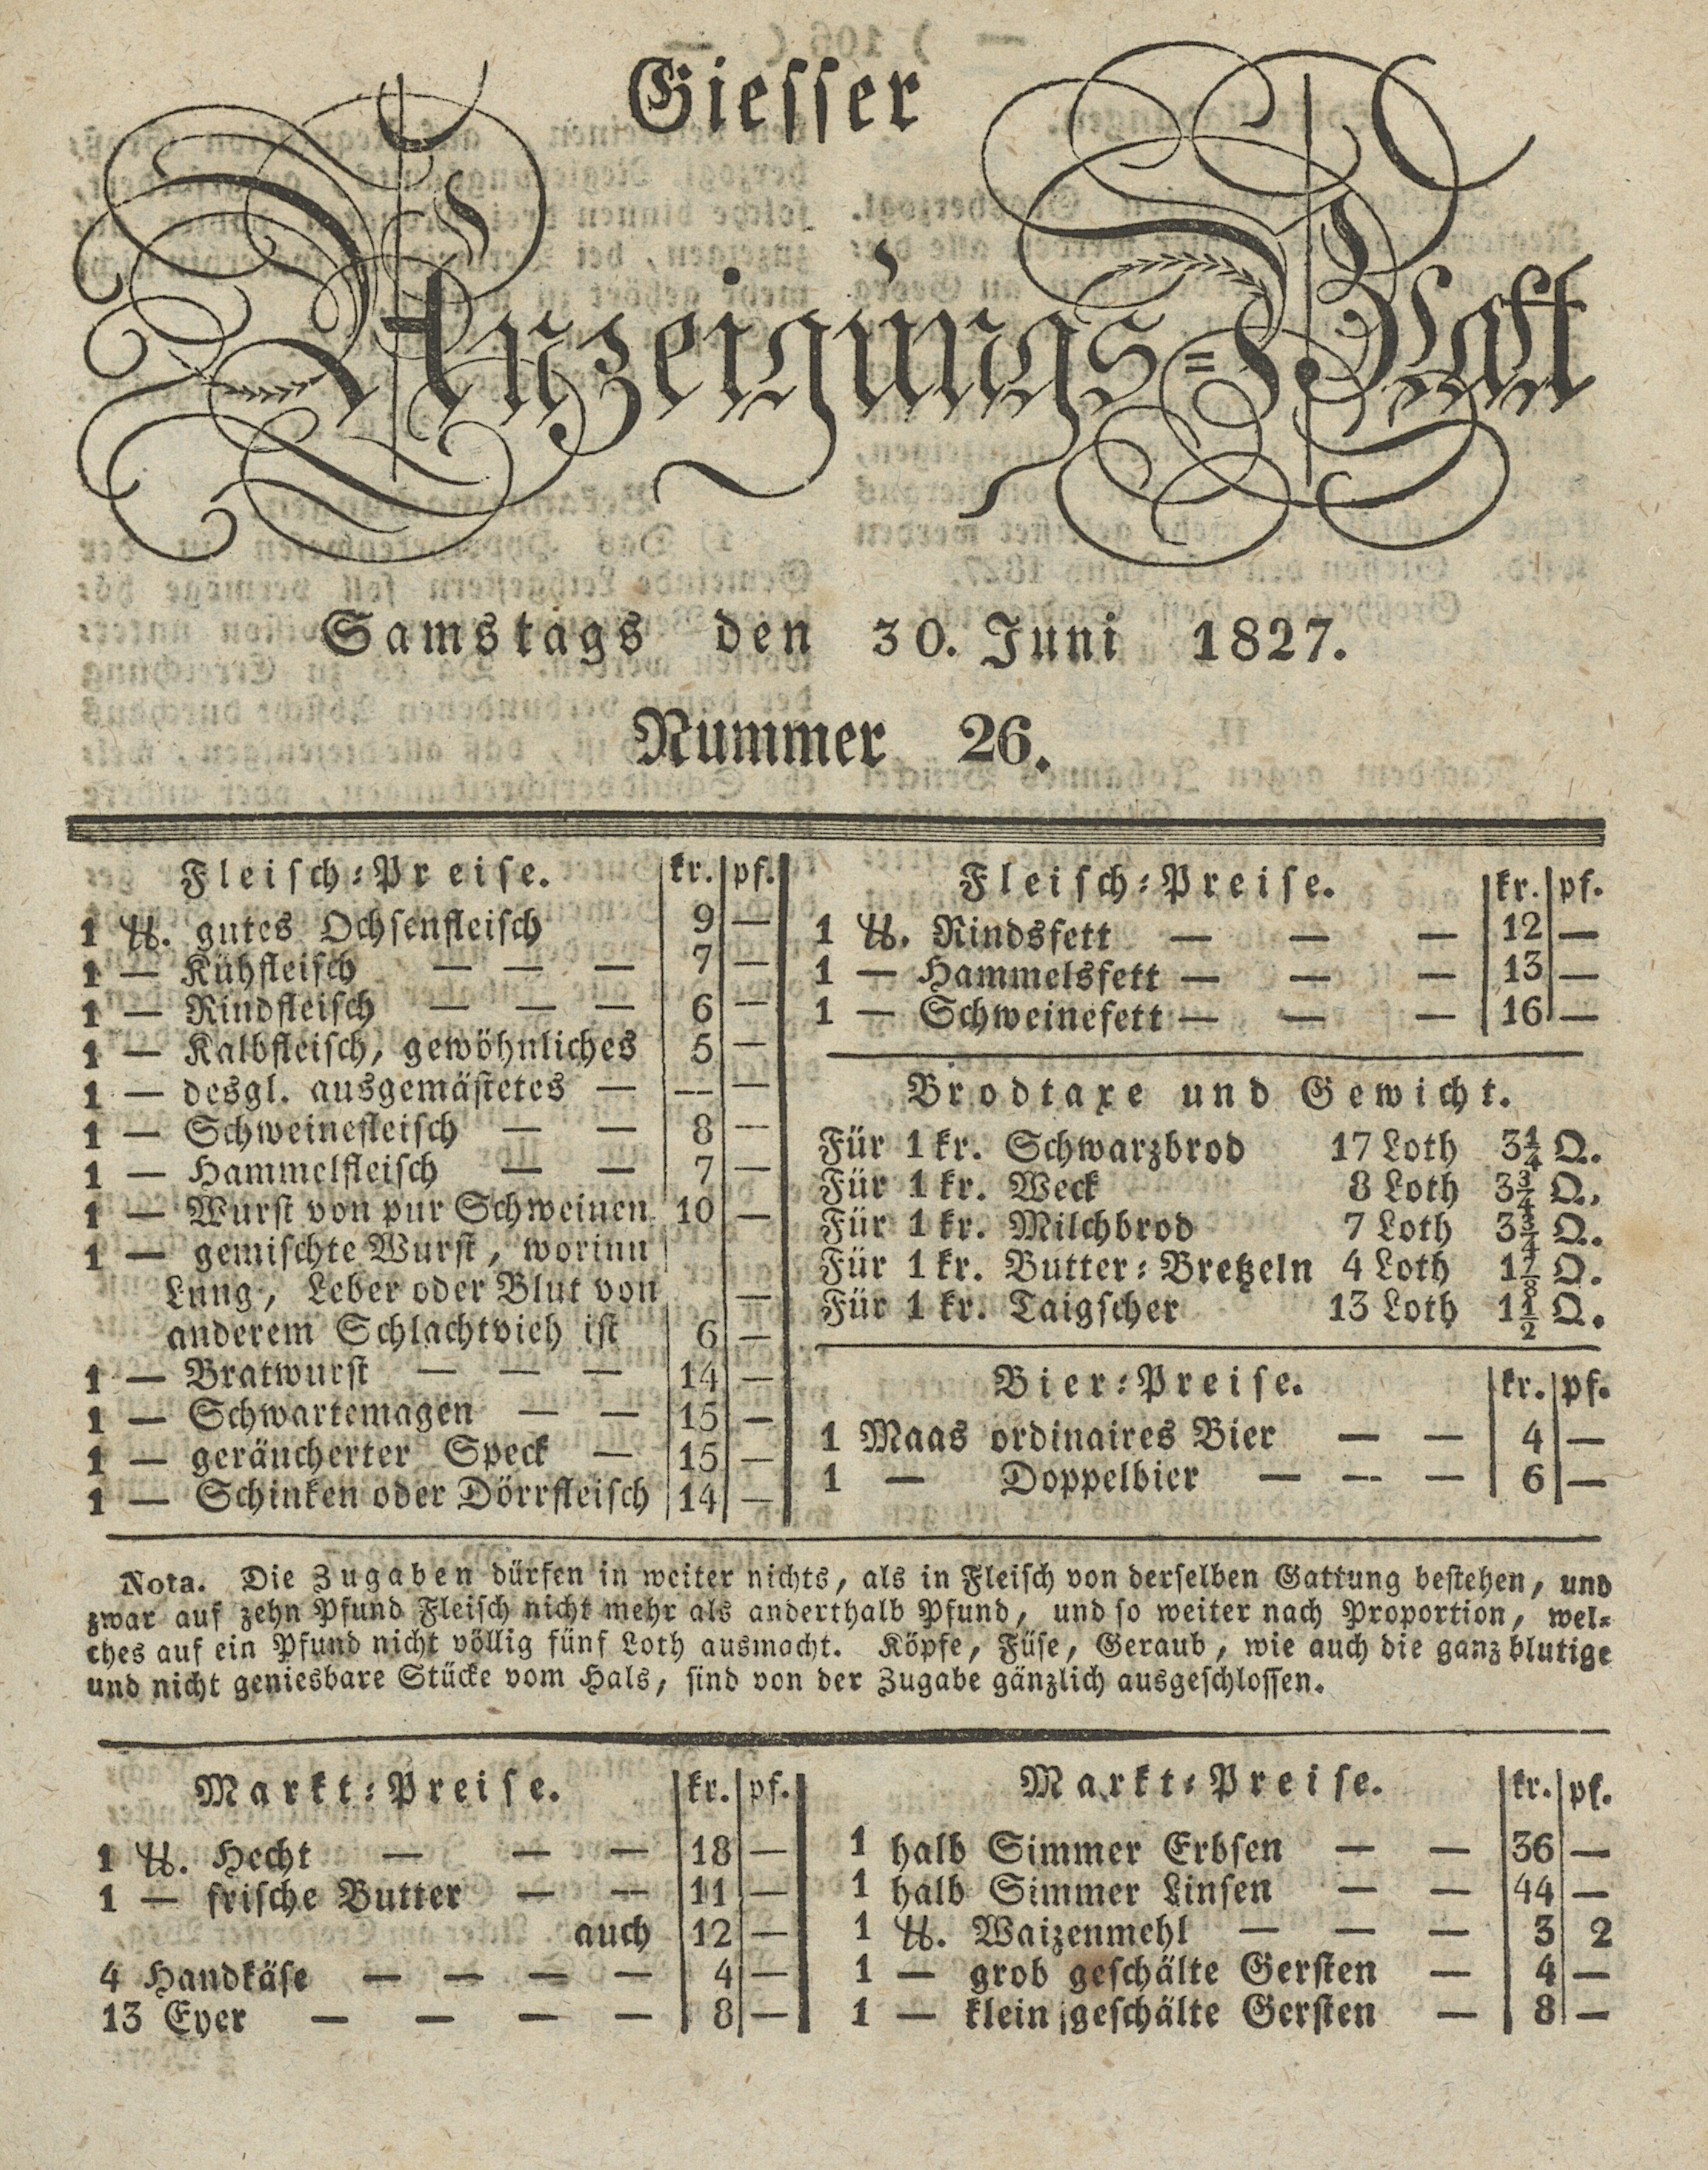 Giesser
Anzeigungs=Blatt
Samstags den 30. Juni 1827.
Nummer 26.
Fleisch=Preise. kr. pf.
1 ℔. gutes Ochsenfleisch 9 —
1 — Kühfleisch — — — 7 —
1 — Rindfleisch — — — 6 —
1 — Kalbfleisch, gewöhnliches 5 —
1 — desgl. ausgemästetes — — —
1 — Schweinefleisch — — 8 —
1 — Hammelfleisch — — 7 —
1 — Wurst von pur Schweinen 10 —
1 — gemischte Wurst, worinn
Lung, Leber oder Blut von —
anderem Schlachtvieh ist 6 —
1 — Bratwurst — — — 14 —
1 — Schwartemagen — — 15 —
1 — geräucherter Speck — 15 —
1 — Schinken oder Dörrfleisch 14 —
Fleisch=Preise. kr. pf.
1 ℔. Rindsfett — — — 12 —
1 — Hammelsfett — — — 13 —
1 — Schweinefett — — — 16 —
Brodtaxe und Gewicht.
Für 1 kr. Schwarzbrod 17 Loth 3¼ Q.
Für 1 kr. Weck 8 Loth 3¾ Q.
Für 1 kr. Milchbrod 7 Loth 3¾ Q.
Für 1 kr. Butter=Bretzeln 4 Loth 1⅞ Q.
Für 1 kr. Taigscher 13 Loth 1½ Q.
Bier=Preise. kr. pf.
1 Maas ordinaires Bier — — 4 —
1 — Doppelbier — — — 6 —
Nota. Die Zugaben dürfen in weiter nichts, als in Fleisch von derselben Gattung bestehen, und
zwar auf zehn Pfund Fleisch nicht mehr als anderthalb Pfund, und so weiter nach Proportion, wel=
ches auf ein Pfund nicht völlig fünf Loth ausmacht. Köpfe, Füse, Geraub, wie auch die ganz blutige
und nicht geniesbare Stücke vom Hals, sind von der Zugabe gänzlich ausgeschlossen.
Markt=Preise. kr. pf.
1 ℔. Hecht — — — 18 —
1 — frische Butter — — 11 —
auch 12 —
4 Handkäse — — — — 4 —
13 Eyer — — — — 8 —
Markt=Preise. kr. pf.
1 halb Simmer Erbsen — — 36 —
1 halb Simmer Linsen — — 44 —
1 ℔. Waizenmehl — — — 3 2
1 — grob geschälte Gersten — 4 —
1 — klein geschälte Gersten — 8 —